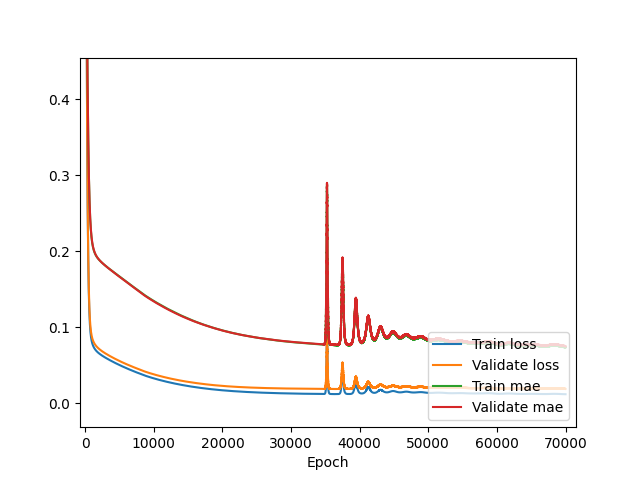 0.4
0.3
0.2
0.1
0.0
Train loss
Validate loss
Train mae
Validate mae
0 10000 20000 30000 40000 50000 60000 70000
Epoch